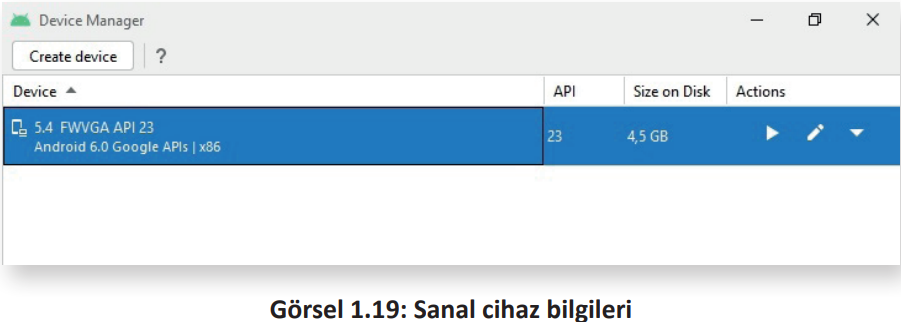 Device Manager
Create device ?
Device API Size on Disk Actions
5.4 FWVGA API 23
Android 6.0 Google APIs | x86
23 4,5 GB
Görsel 1.19: Sanal cihaz bilgileri